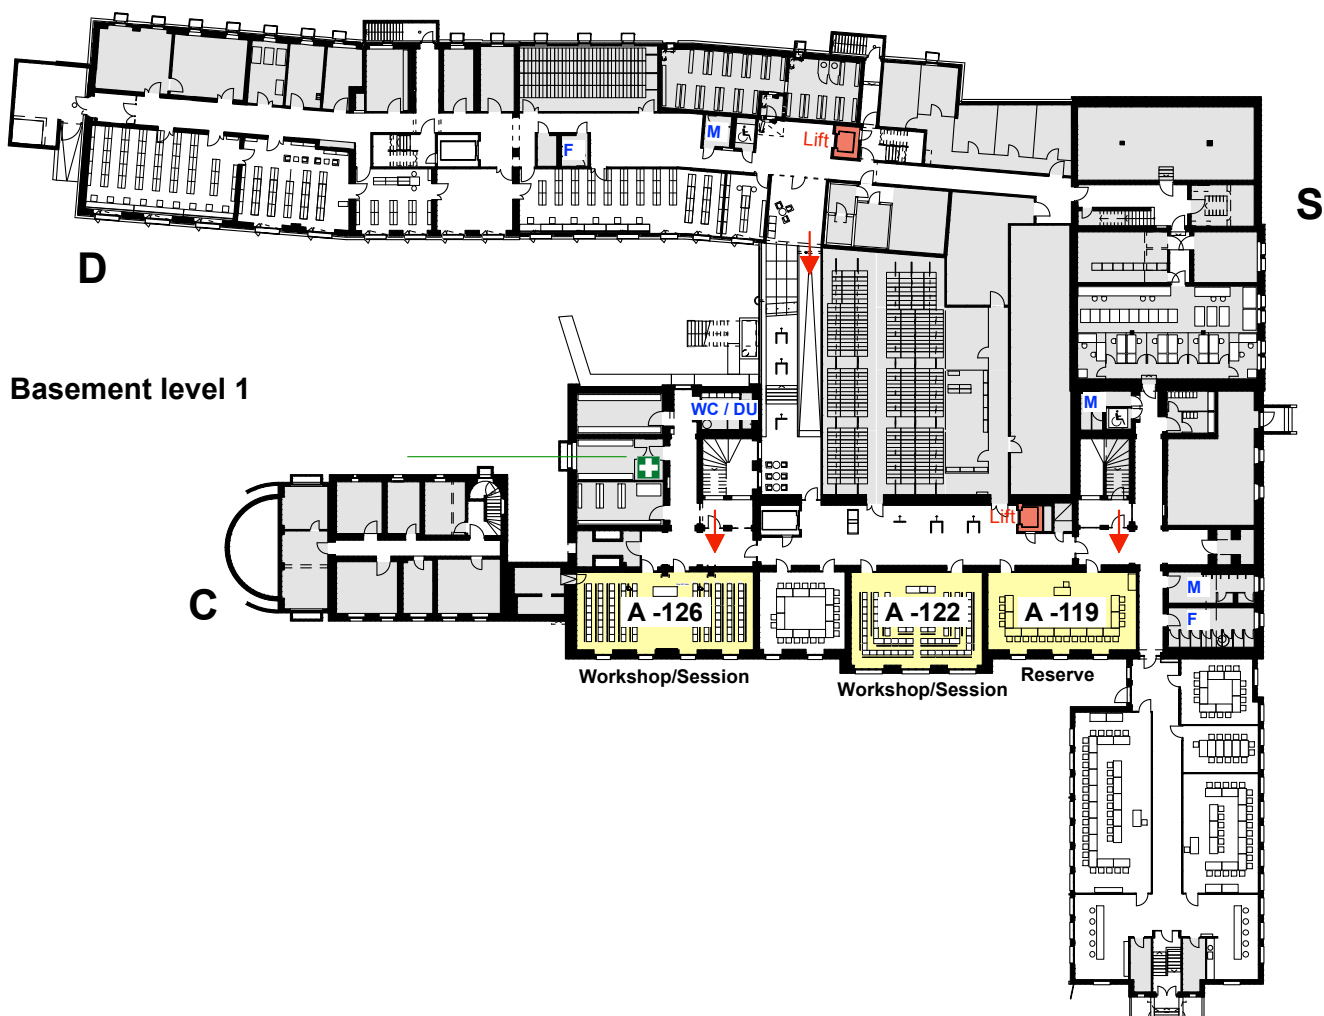 M
F
Lift
S
D
Basement level 1
WC / DU
M
Lift
C
A -126
A -122
A -119
M
F
Workshop/Session
Workshop/Session
Reserve